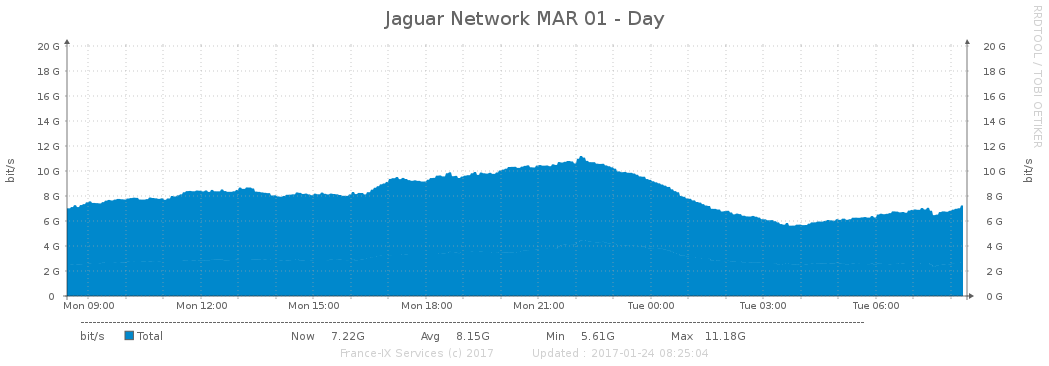 Jaguar Network MAR 01 - Day
RRDTOOL / TOBI OETIKER
bit/s
20 G
18 G
16 G
14 G
12 G
10 G
8 G
6 G
4 G
2 G
0
20 G
18 G
16 G
14 G
12 G
10 G
8 G
6 G
4 G
2 G
0 G
bit/s
Mon 09:00 Mon 12:00 Mon 15:00 Mon 18:00 Mon 21:00 Tue 00:00 Tue 03:00 Tue 06:00
bit/s Total Now 7.22G Avg 8.15G Min 5.61G Max 11.18G
France-IX Services (c) 2017 Updated : 2017-01-24 08:25:04